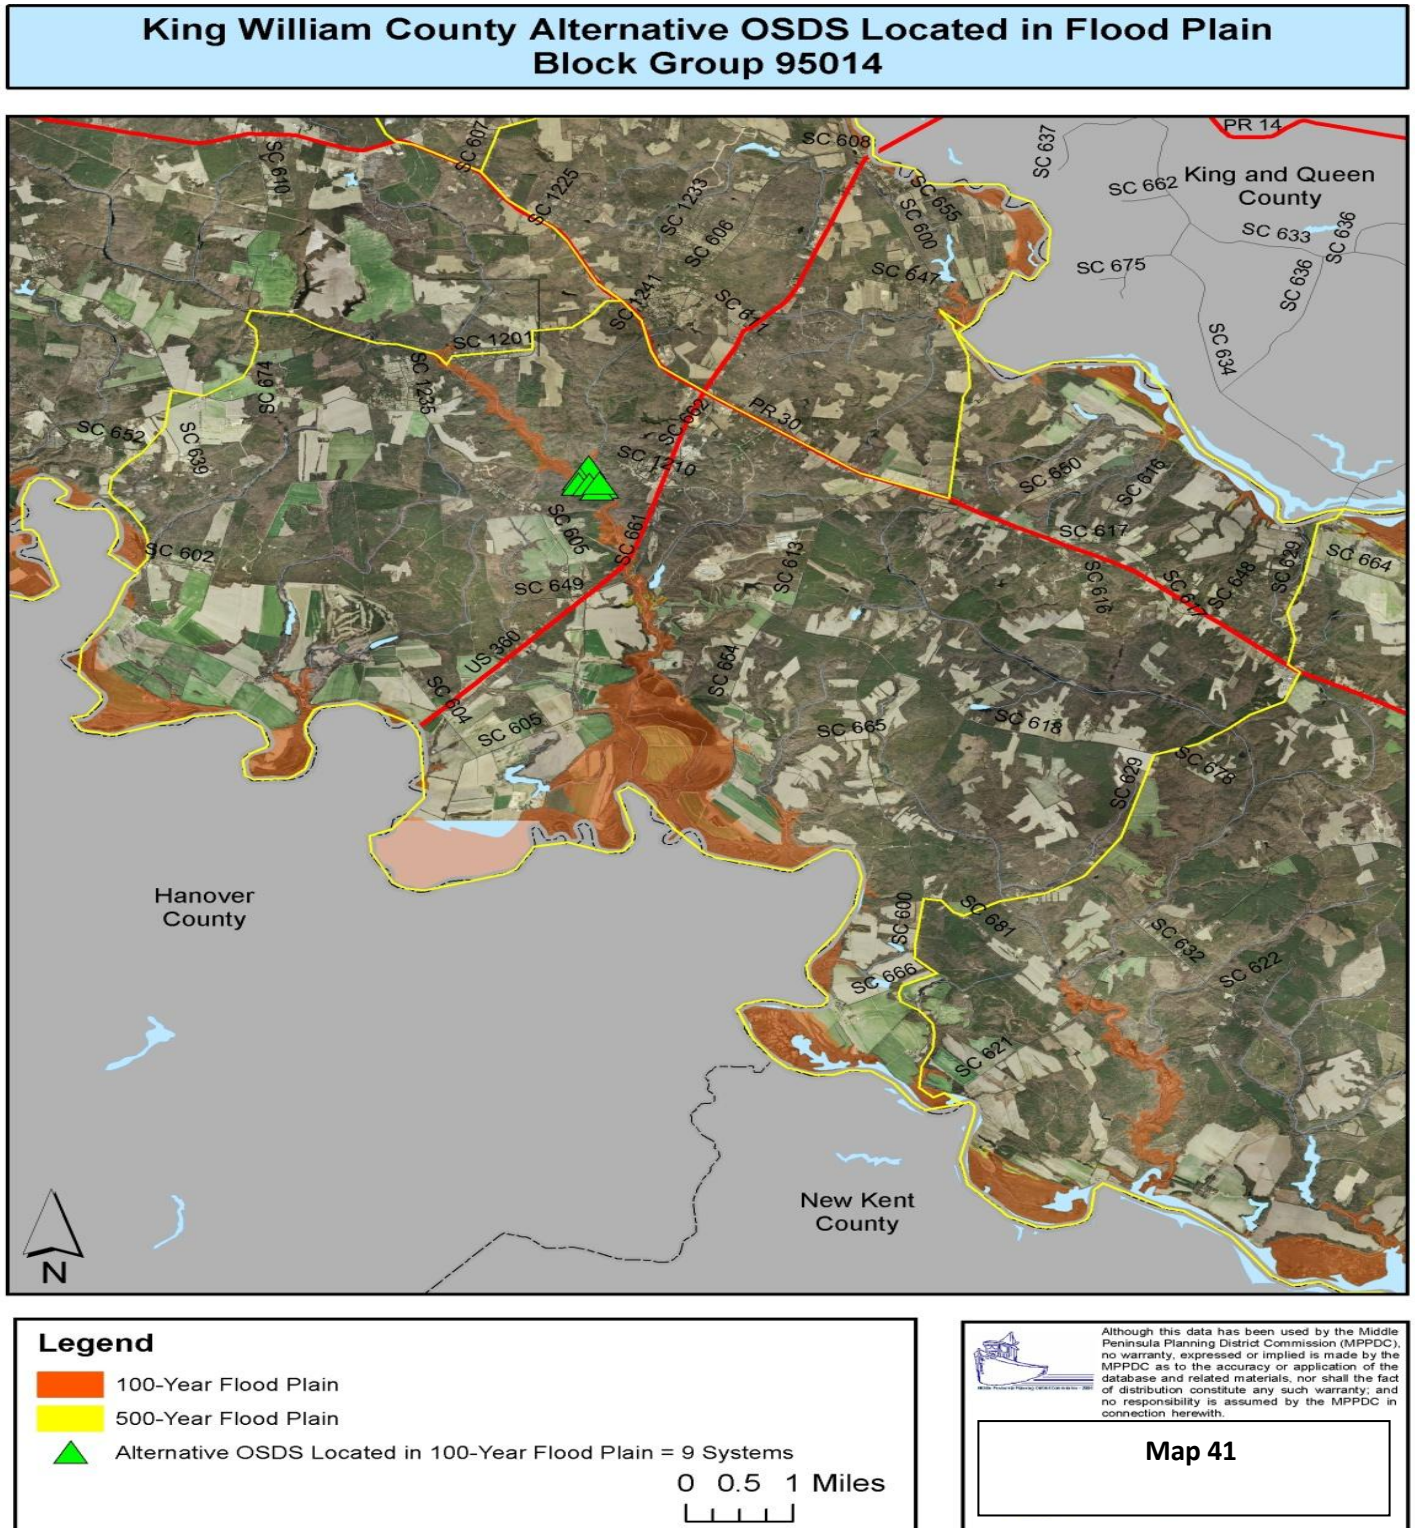 King William County Alternative OSDS Located in Flood Plain
Block Group 95014
PR 14
SC 637
SC 608
SC 607
SC 610
SC 662
King and Queen
County
SC 1225
SC 1233
SC 655
SC 600
SC 606
SC 633
SC 636
SC 647
SC 675
SC 636
SC 1241
SC 611
SC 634
SC 1201
SC 674
SC 1235
SC 662
PR 30
SC 652
SC 639
SC 1210
SC 650
SC 616
SC 605
SC 661
SC 617
SC 602
SC 613
SC 629
SC 664
SC 649
SC 616
SC 648
SC 617
US 360
SC 654
SC 604
SC 605
SC 665
SC 618
SC 676
SC 629
Hanover
County
SC 600
SC 681
SC 632
SC 622
SC 666
SC 621
New Kent
County
N
Legend
100-Year Flood Plain
500-Year Flood Plain
Alternative OSDS Located in 100-Year Flood Plain = 9 Systems
0 0.5 1 Miles
Although this data has been used by the Middle
Peninsula Planning District Commission (MPPDC),
no warranty, expressed or implied is made by the
MPPDC as to the accuracy or application of the
database and related materials, nor shall the fact
of distribution constitute any such warranty; and
no responsibility is assumed by the MPPDC in
connection herewith.
Map 41